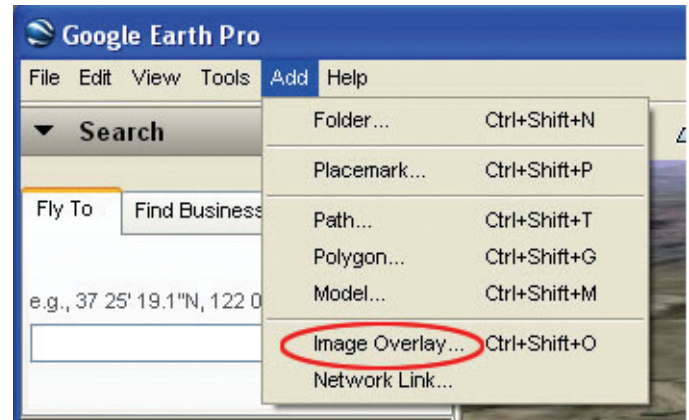 Google Earth Pro
File Edit View Tools Add Help
Search
Folder... Ctrl+Shift+N
Placemark... Ctrl+Shift+P
Fly To Find Business
Path... Ctrl+Shift+T
Polygon... Ctrl+Shift+G
e.g., 37 25' 19.1"N, 122 0
Model... Ctrl+Shift+M
Image Overlay... Ctrl+Shift+O
Network Link...